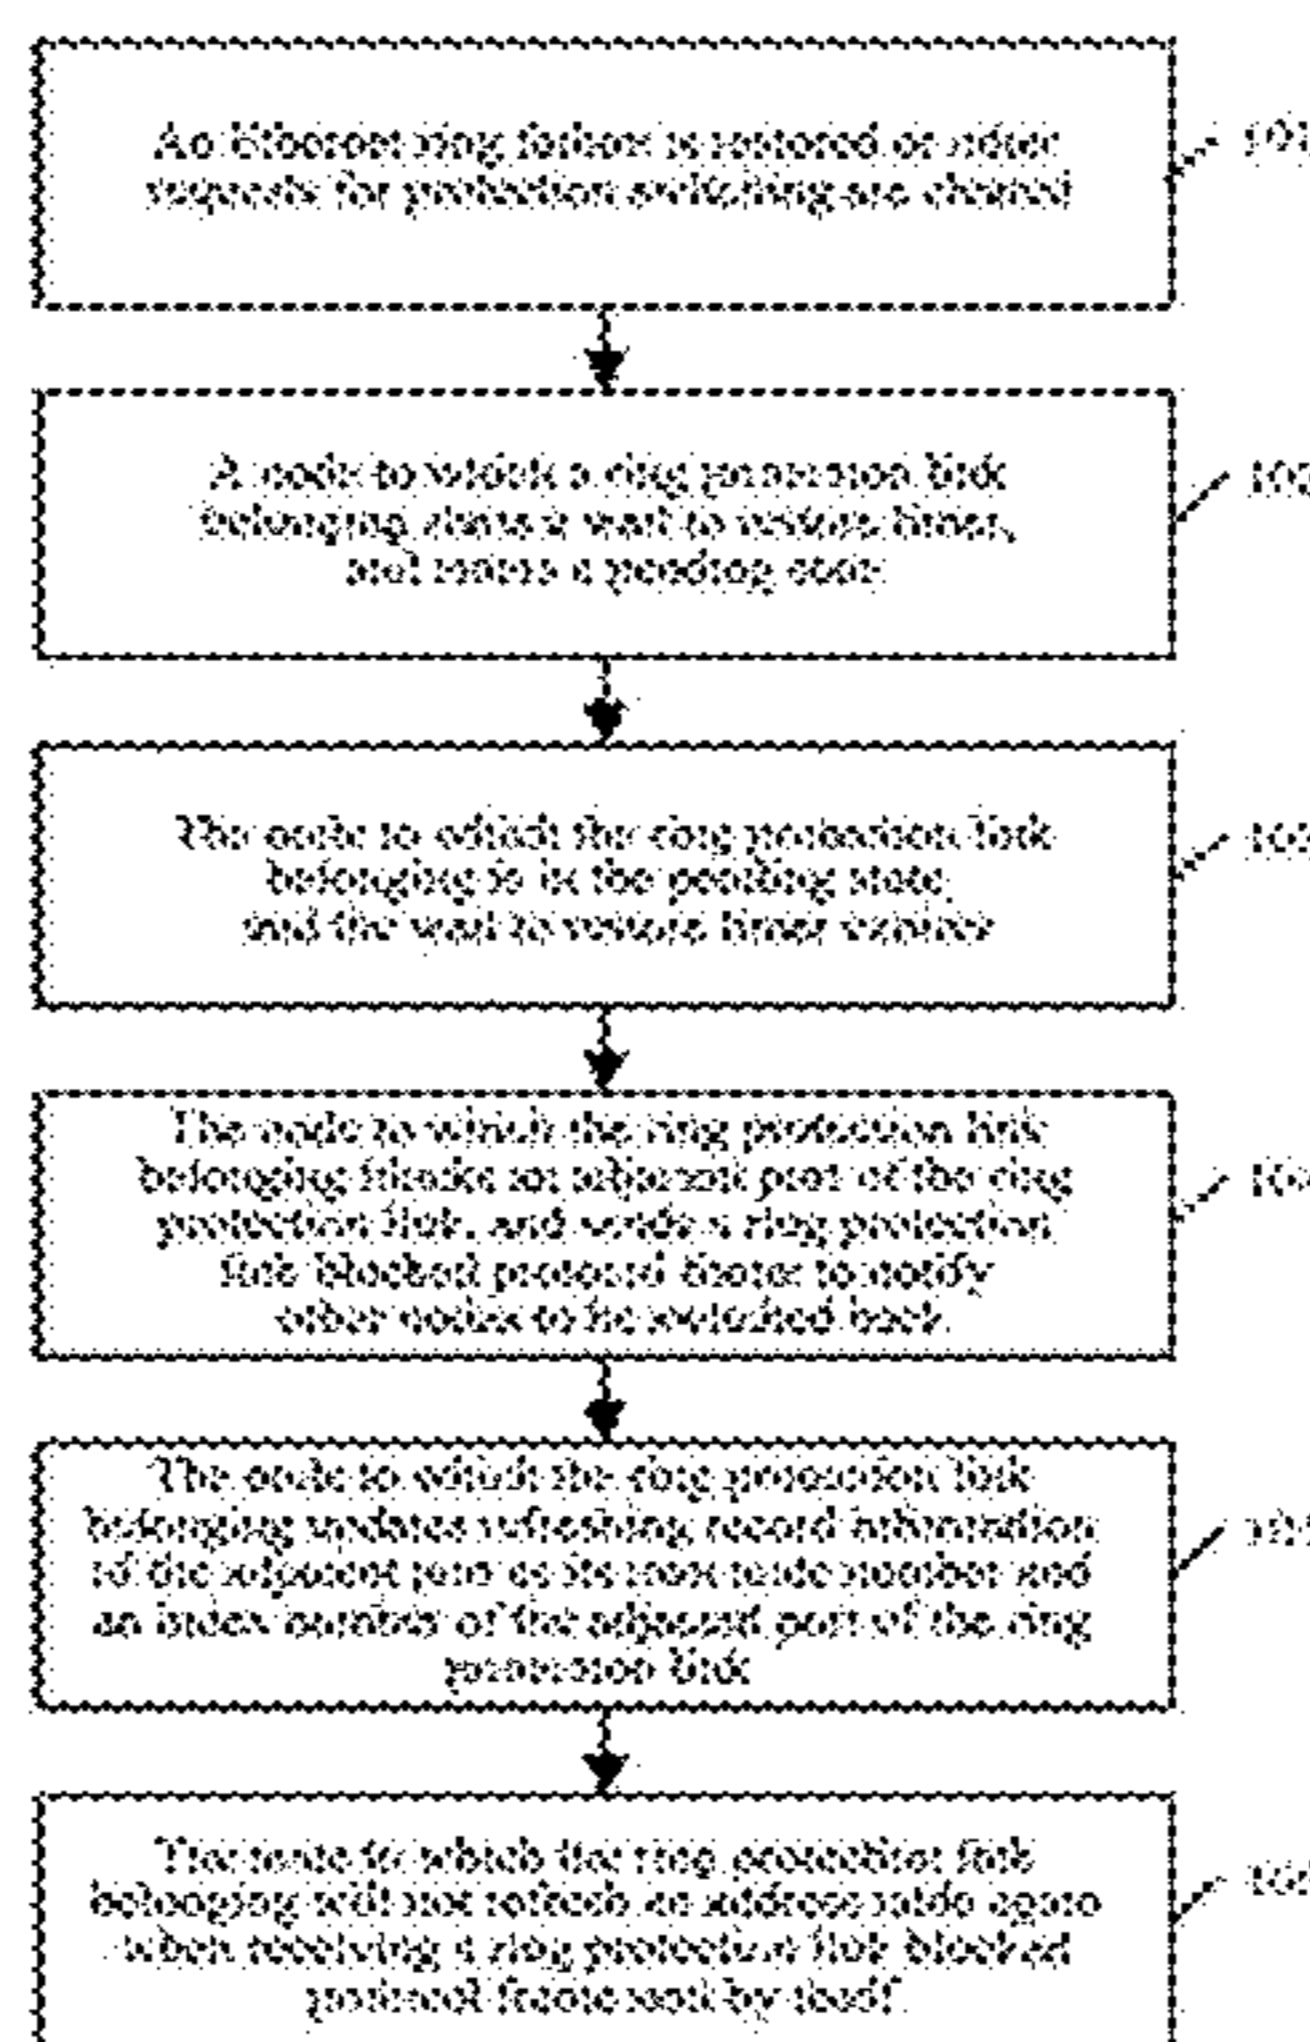 An Ethernet ring failure is restored or other
requests for protection switching are cleared
A node to which a ring protection link
belonging starts a wait to restore timer,
and enters a pending state
The node to which the ring protection link
belonging is in the pending state
and the wait to restore timer expires
The node to which the ring protection link
belonging blocks an adjacent port of the ring
protection link, and sends a ring protection
link blocked protocol frame to notify
other nodes to be switched back
The node to which the ring protection link
belonging updates refreshing record information
of the adjacent port as its own node number and
an index number of the adjacent port of the ring
protection link
The node to which the ring protection link
belonging will not refresh an address table again
when receiving a ring protection link blocked
protocol frame sent by itself